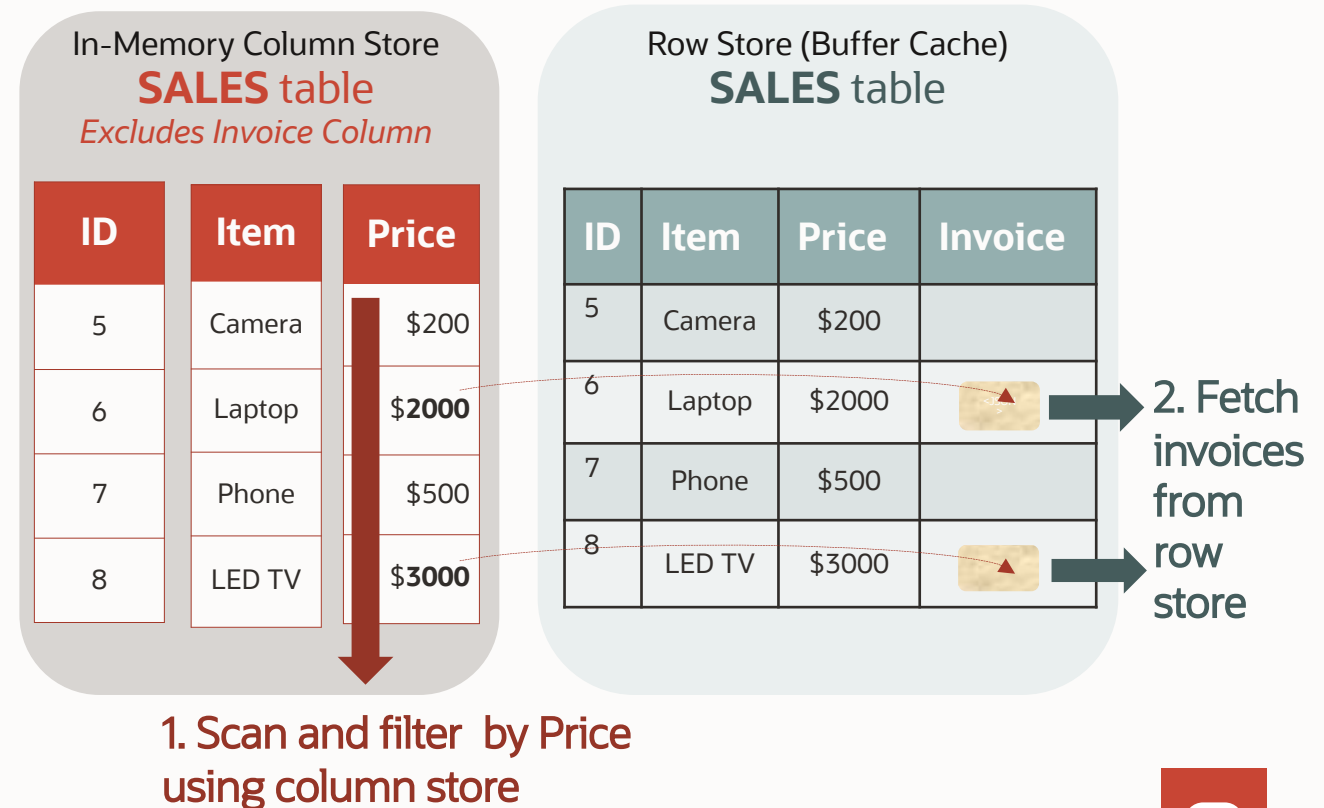 In-Memory Column Store
SALES table
Excludes Invoice Column
ID Item Price
5 Camera $200
6 Laptop $2000
7 Phone $500
8 LED TV $3000
1. Scan and filter by Price
using column store
Row Store (Buffer Cache)
SALES table
ID Item Price Invoice
5 Camera $200
6 Laptop $2000
7 Phone $500
8 LED TV $3000
2. Fetch
invoices
from
row
store